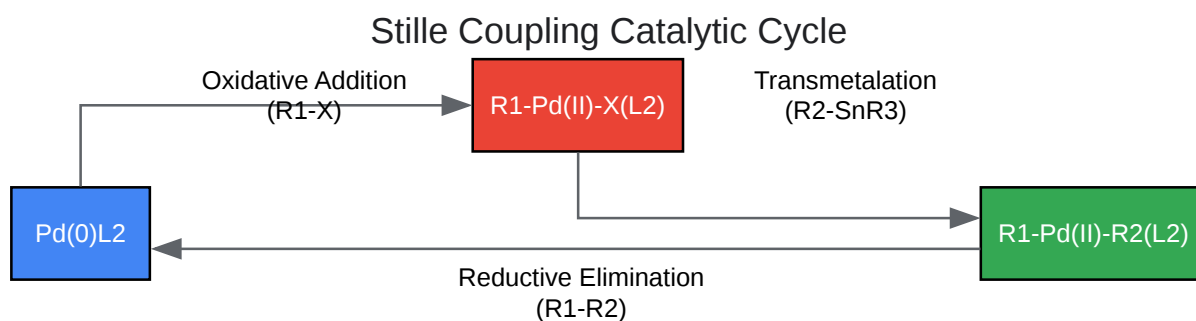 Stille Coupling Catalytic Cycle
Oxidative Addition
(R1-X)
R1-Pd(II)-X(L2)
Transmetalation
(R2-SnR3)
Pd(0)L2
R1-Pd(II)-R2(L2)
Reductive Elimination
(R1-R2)